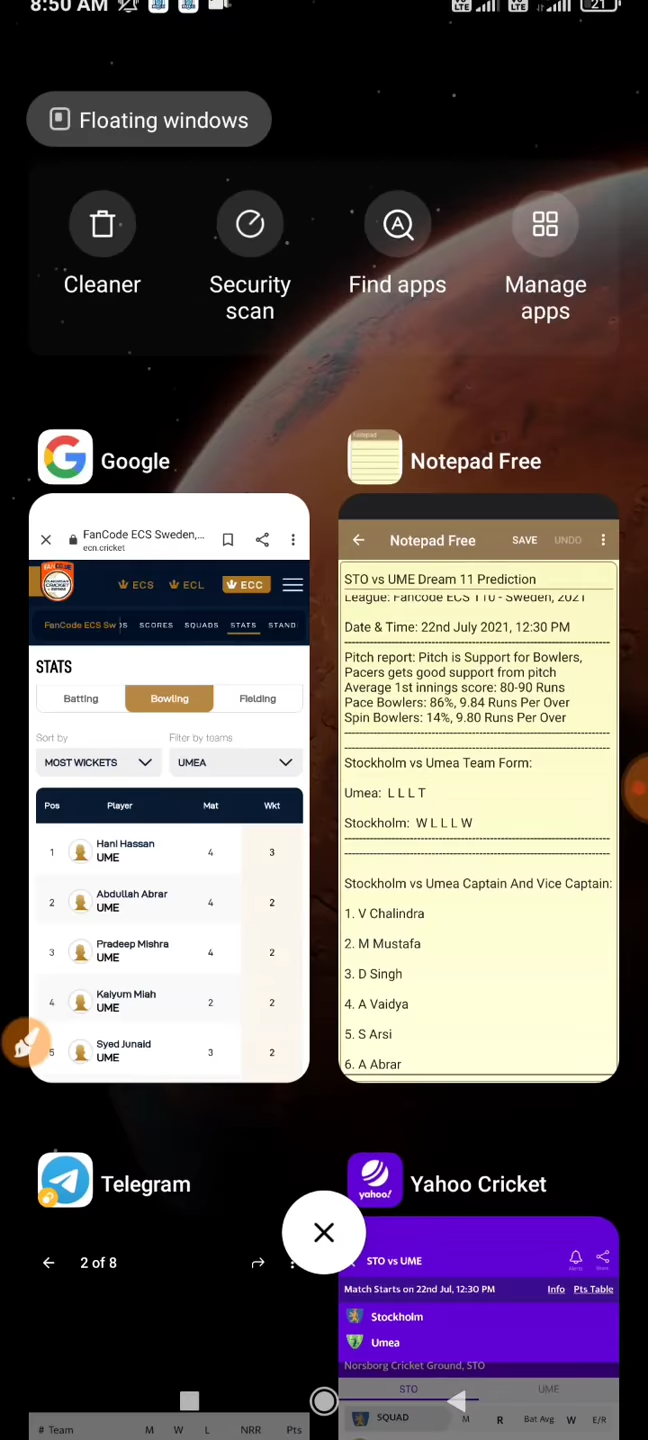 8:50 AM
21
Floating windows
Cleaner
Security scan
Find apps
Manage apps
Google
Notepad Free
FanCode ECS Sweden,...
ecn.cricket
ECS
ECL
ECC
FanCode ECS Sw
SCORES
SQUADS
STATS
STAND
STATS
Batting
Bowling
Fielding
Sort by
Filter by teams
MOST WICKETS
UMEA
Pos
Player
Mat
Wkt
1 Hani Hassan 4 3
UME
2 Abdullah Abrar 4 2
UME
3 Pradeep Mishra 4 2
UME
4 Kaiyum Miah 2 2
UME
5 Syed Junaid 3 2
UME
Notepad Free
SAVE
UNDO
STO vs UME Dream 11 Prediction
League: Fancode ECS T10 - Sweden, 2021
Date & Time: 22nd July 2021, 12:30 PM
Pitch report: Pitch is Support for Bowlers,
Pacers gets good support from pitch
Average 1st innings score: 80-90 Runs
Pace Bowlers: 86%, 9.84 Runs Per Over
Spin Bowlers: 14%, 9.80 Runs Per Over
Stockholm vs Umea Team Form:
Umea: L L L T
Stockholm: W L L L W
Stockholm vs Umea Captain And Vice Captain:
1. V Chalindra
2. M Mustafa
3. D Singh
4. A Vaidya
5. S Arsi
6. A Abrar
Telegram
Yahoo Cricket
yahoo!
2 of 8
# Team M W L NRR Pts
STO vs UME
Match Starts on 22nd Jul, 12:30 PM
Info
Pts Table
Stockholm
Umea
Norsborg Cricket Ground, STO
STO
UME
SQUAD M R Bat Avg W E/R